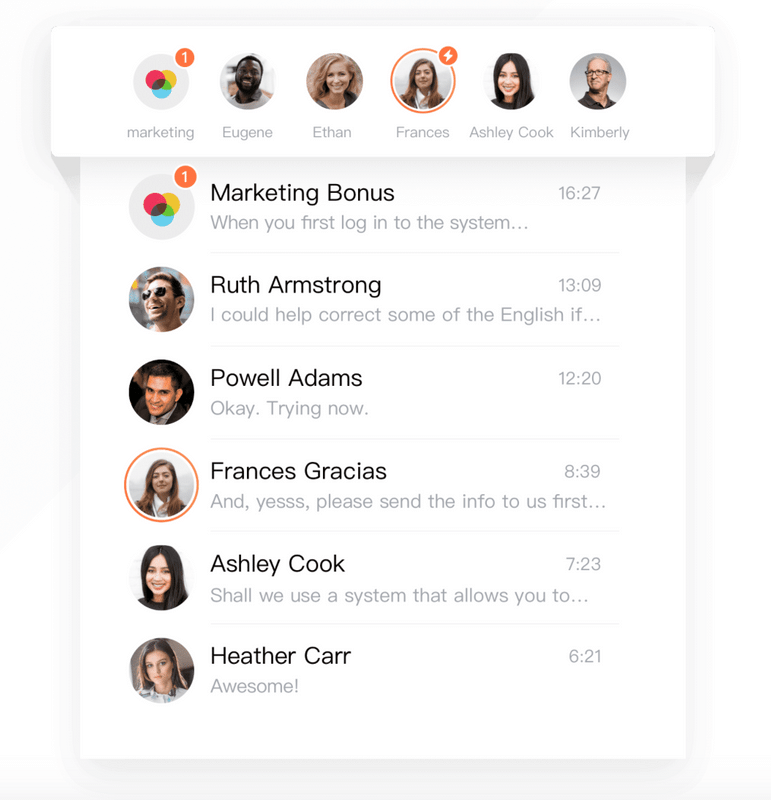 1
marketing
Eugene
Ethan
Frances
Ashley Cook
Kimberly
1
Marketing Bonus 16:27
When you first log in to the system...
Ruth Armstrong 13:09
I could help correct some of the English if...
Powell Adams 12:20
Okay. Trying now.
Frances Gracias 8:39
And, yesss, please send the info to us first...
Ashley Cook 7:23
Shall we use a system that allows you to...
Heather Carr 6:21
Awesome!